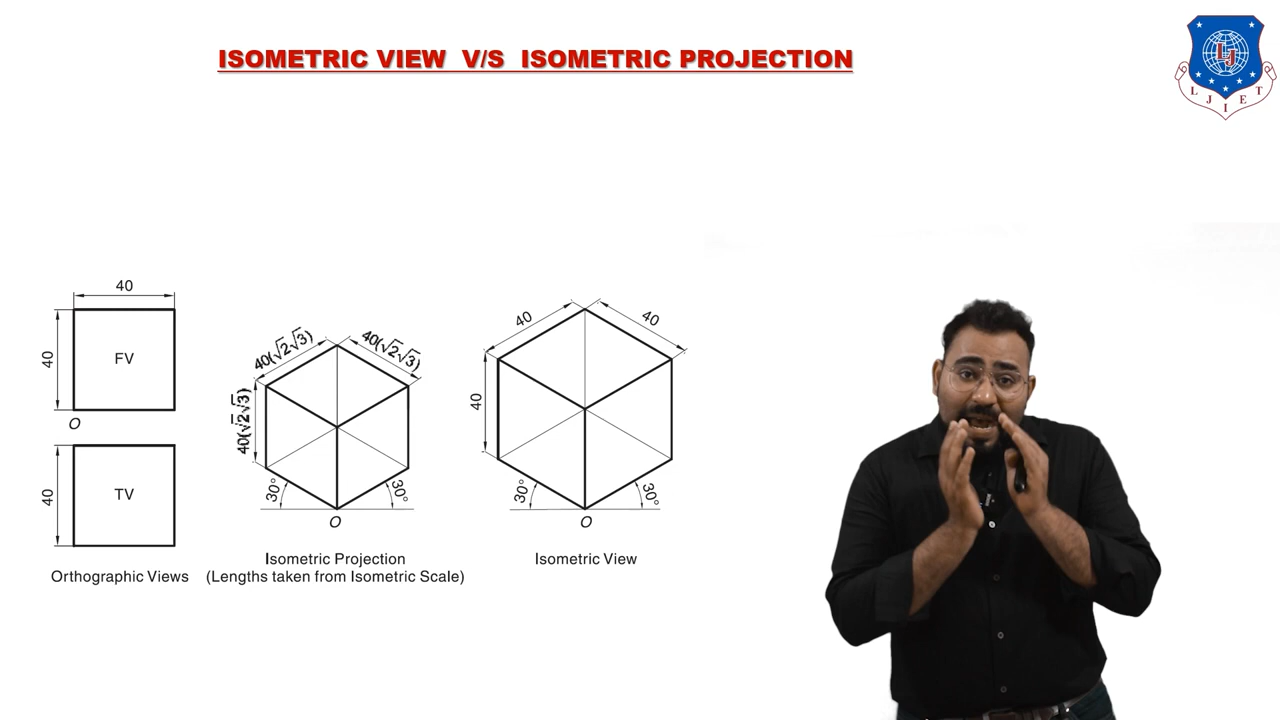 ISOMETRIC VIEW V/S ISOMETRIC PROJECTION
LJ
L J I E T
40
40
FV
O
40
TV
Orthographic Views
40(√2√3)
40(√2√3)
40(√2√3)
30°
30°
O
Isometric Projection
(Lengths taken from Isometric Scale)
40
40
40
30°
30°
O
Isometric View